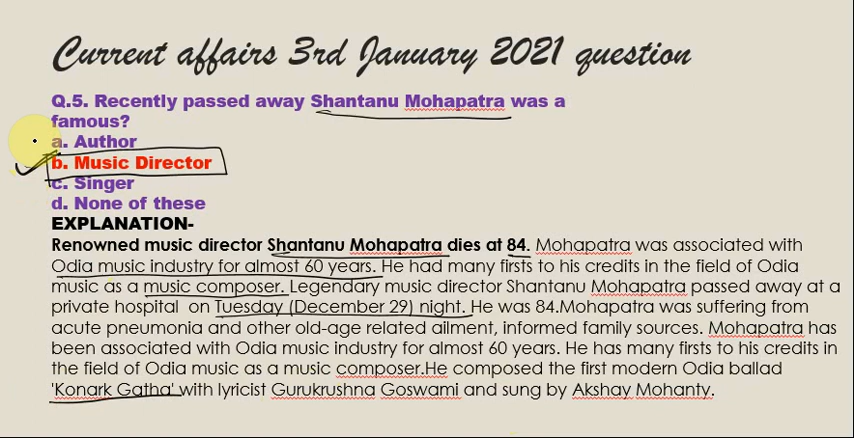 Current affairs 3rd January 2021 question
Q.5. Recently passed away Shantanu Mohapatra was a
famous?
a. Author
b. Music Director
c. Singer
d. None of these
EXPLANATION-
Renowned music director Shantanu Mohapatra dies at 84. Mohapatra was associated with
Odia music industry for almost 60 years. He had many firsts to his credits in the field of Odia
music as a music composer. Legendary music director Shantanu Mohapatra passed away at a
private hospital on Tuesday (December 29) night. He was 84.Mohapatra was suffering from
acute pneumonia and other old-age related ailment, informed family sources. Mohapatra has
been associated with Odia music industry for almost 60 years. He has many firsts to his credits in
the field of Odia music as a music composer.He composed the first modern Odia ballad
'Konark Gatha' with lyricist Gurukrushna Goswami and sung by Akshay Mohanty.